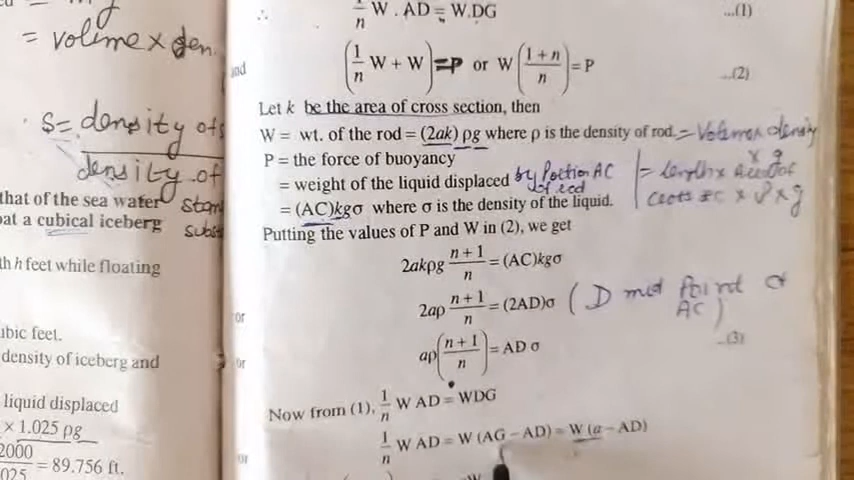 = volume x den.
S = density of
density of
that of the sea water
at a cubical iceberg
th h feet while floating
ubic feet.
density of iceberg and
liquid displaced
× 1.025 ρg
2000
025
= 89.756 ft.
∴ 1/n W . AD = W.DG ...(1)
and (1/n W + W) = P or W (1+n/n) = P ...(2)
Let k be the area of cross section, then
W = wt. of the rod = (2ak) ρg where ρ is the density of rod. = Volume x density x g
P = the force of buoyancy
= weight of the liquid displaced by Portion AC of rod
= (AC)kgσ where σ is the density of the liquid.
= Length x
x g
Putting the values of P and W in (2), we get
2akρg n+1/n = (AC)kgσ
or 2aρ n+1/n = (2AD)σ (D mid Point of AC)
or aρ(n+1/n) = AD σ ...(3)
Now from (1), 1/n W AD = WDG
or 1/n W AD = W (AG – AD) = W (a – AD)